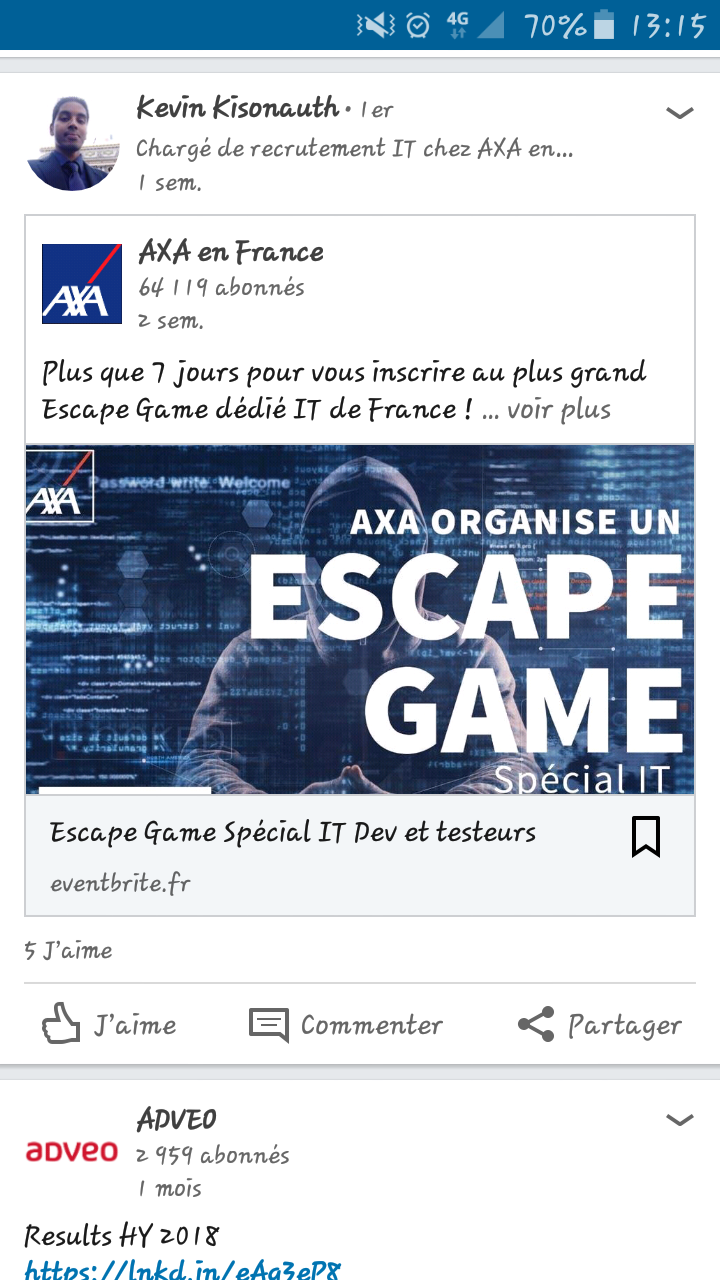 4G 70% 13:15
Kevin Kisonauth • 1er
Chargé de recrutement IT chez AXA en...
1 sem.
AXA en France
AXA
64 119 abonnés
2 sem.
Plus que 7 jours pour vous inscrire au plus grand
Escape Game dédié IT de France ! ... voir plus
AXA
Password write. Welcome
AXA ORGANISE UN
ESCAPE
GAME
Spécial IT
Escape Game Spécial IT Dev et testeurs
eventbrite.fr
5 J'aime
J'aime Commenter Partager
ADVEO
aDveo
2 959 abonnés
1 mois
Results HY 2018
https://lnkd.in/eAg3eP8